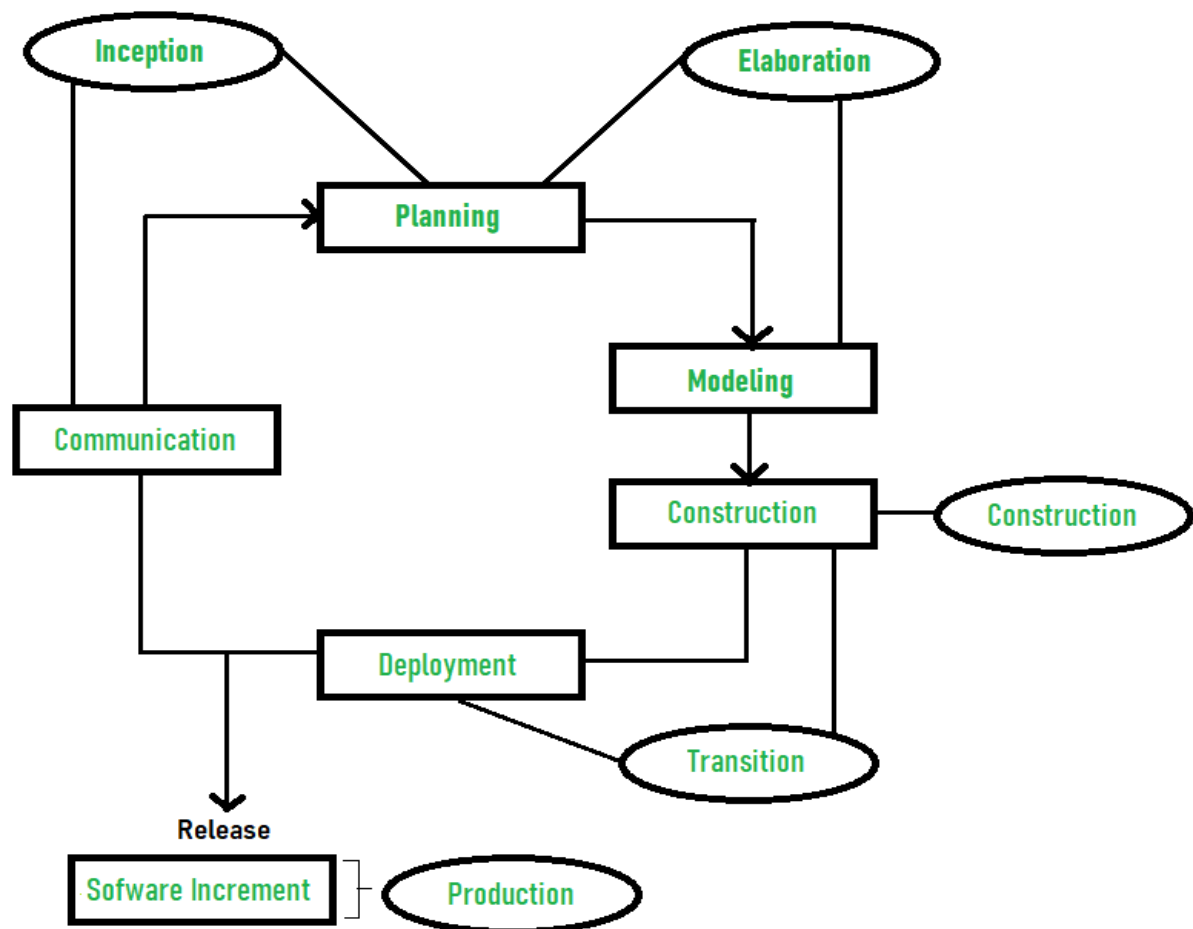 Inception
Elaboration
Planning
Modeling
Communication
Construction
Construction
Deployment
Transition
Release
Sofware Increment
Production